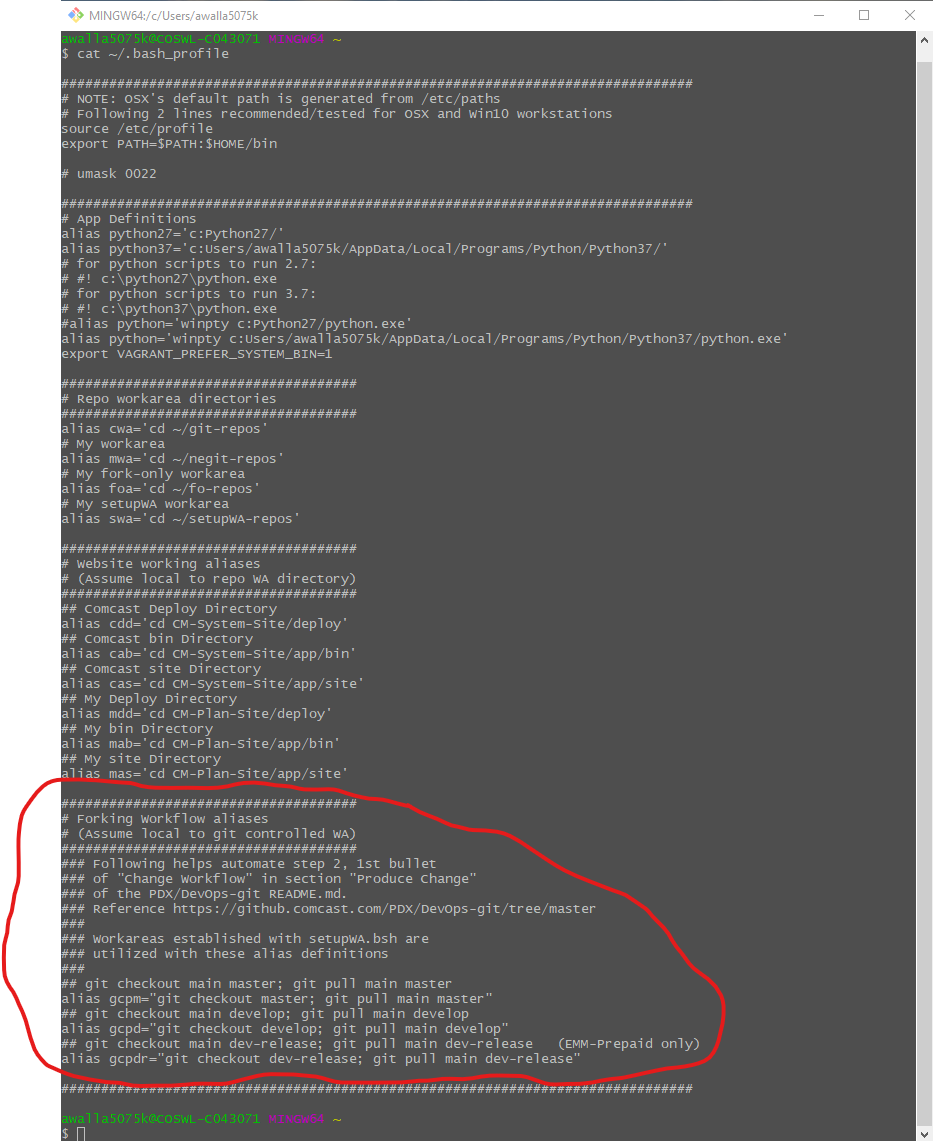 MINGW64:/c/Users/awalla5075k
awalla5075k@COSWL-C043071 MINGW64 ~
$ cat ~/.bash_profile
###############################################################################
# NOTE: OSX's default path is generated from /etc/paths
# Following 2 lines recommended/tested for OSX and Win10 workstations
source /etc/profile
export PATH=$PATH:$HOME/bin
# umask 0022
###############################################################################
# App Definitions
alias python27='c:Python27/'
alias python37='c:Users/awalla5075k/AppData/Local/Programs/Python/Python37/'
# for python scripts to run 2.7:
# #! c:\python27\python.exe
# for python scripts to run 3.7:
# #! c:\python37\python.exe
#alias python='winpty c:Python27/python.exe'
alias python='winpty c:Users/awalla5075k/AppData/Local/Programs/Python/Python37/python.exe'
export VAGRANT_PREFER_SYSTEM_BIN=1
#####################################
# Repo workarea directories
#####################################
alias cwa='cd ~/git-repos'
# My workarea
alias mwa='cd ~/negit-repos'
# My fork-only workarea
alias foa='cd ~/fo-repos'
# My setupWA workarea
alias swa='cd ~/setupWA-repos'
#####################################
# Website working aliases
# (Assume local to repo WA directory)
#####################################
## Comcast Deploy Directory
alias cdd='cd CM-System-Site/deploy'
## Comcast bin Directory
alias cab='cd CM-System-Site/app/bin'
## Comcast site Directory
alias cas='cd CM-System-Site/app/site'
## My Deploy Directory
alias mdd='cd CM-Plan-Site/deploy'
## My bin Directory
alias mab='cd CM-Plan-Site/app/bin'
## My site Directory
alias mas='cd CM-Plan-Site/app/site'
#####################################
# Forking Workflow aliases
# (Assume local to git controlled WA)
#####################################
### Following helps automate step 2, 1st bullet
### of "Change Workflow" in section "Produce Change"
### of the PDX/DevOps-git README.md.
### Reference https://github.comcast.com/PDX/DevOps-git/tree/master
###
### Workareas established with setupWA.bsh are
### utilized with these alias definitions
###
## git checkout main master; git pull main master
alias gcpm="git checkout master; git pull main master"
## git checkout main develop; git pull main develop
alias gcpd="git checkout develop; git pull main develop"
## git checkout main dev-release; git pull main dev-release   (EMM-Prepaid only)
alias gcpdr="git checkout dev-release; git pull main dev-release"
###############################################################################
awalla5075k@COSWL-C043071 MINGW64 ~
$